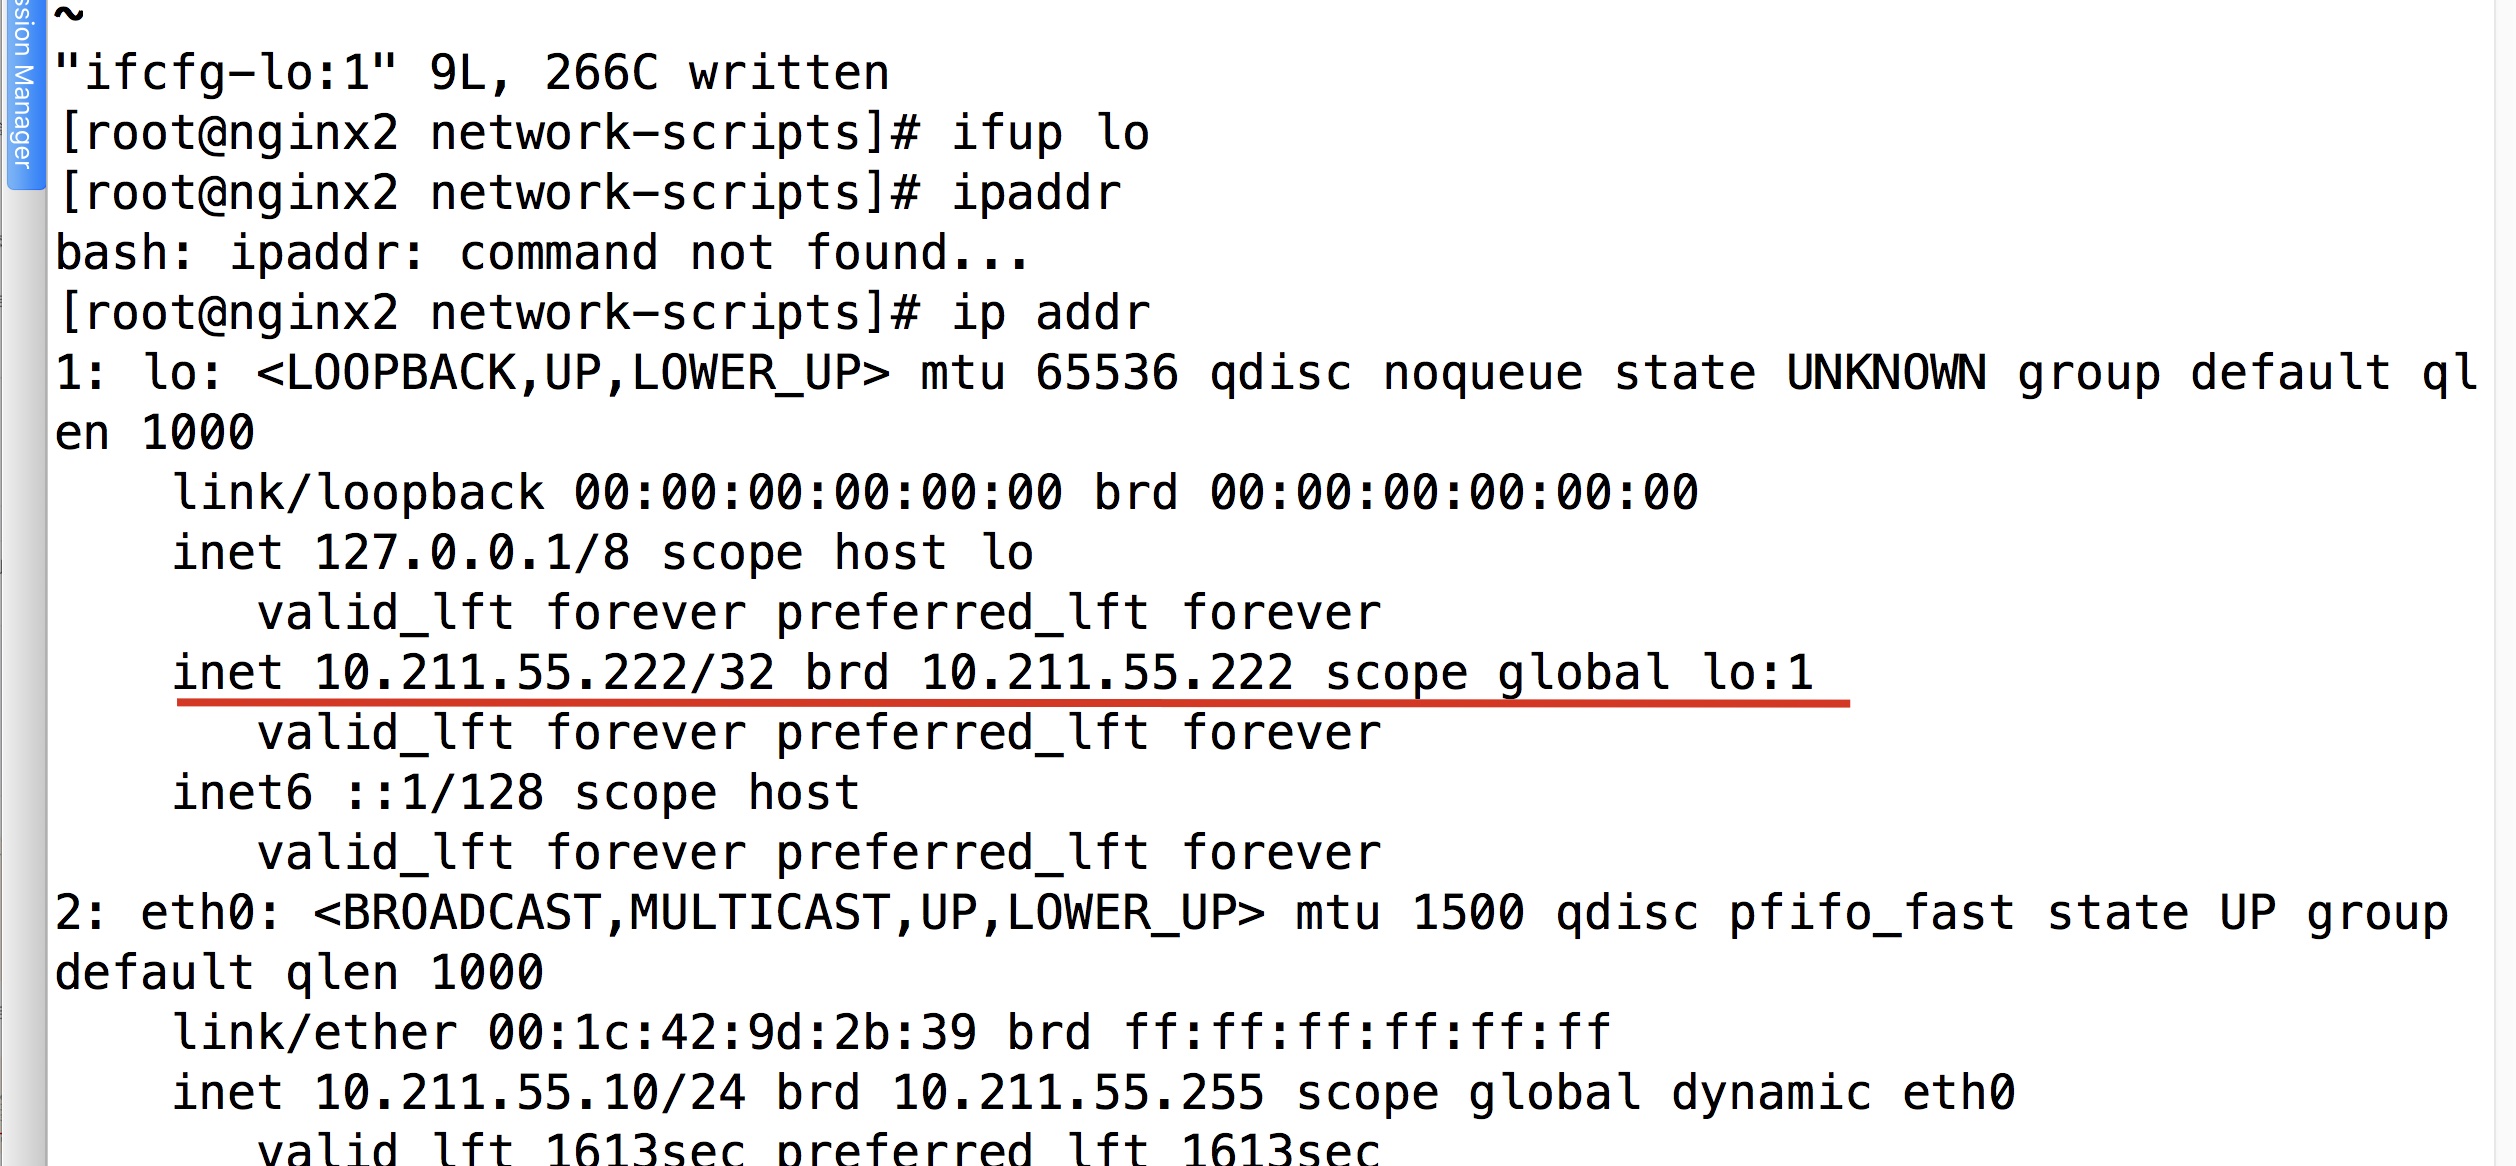 ssion Manager
~
"ifcfg-lo:1" 9L, 266C written
[root@nginx2 network-scripts]# ifup lo
[root@nginx2 network-scripts]# ipaddr
bash: ipaddr: command not found...
[root@nginx2 network-scripts]# ip addr
1: lo: <LOOPBACK,UP,LOWER_UP> mtu 65536 qdisc noqueue state UNKNOWN group default ql
en 1000
link/loopback 00:00:00:00:00:00 brd 00:00:00:00:00:00
inet 127.0.0.1/8 scope host lo
valid_lft forever preferred_lft forever
inet 10.211.55.222/32 brd 10.211.55.222 scope global lo:1
valid_lft forever preferred_lft forever
inet6 ::1/128 scope host
valid_lft forever preferred_lft forever
2: eth0: <BROADCAST,MULTICAST,UP,LOWER_UP> mtu 1500 qdisc pfifo_fast state UP group
default qlen 1000
link/ether 00:1c:42:9d:2b:39 brd ff:ff:ff:ff:ff:ff
inet 10.211.55.10/24 brd 10.211.55.255 scope global dynamic eth0
valid_lft 1613sec preferred_lft 1613sec